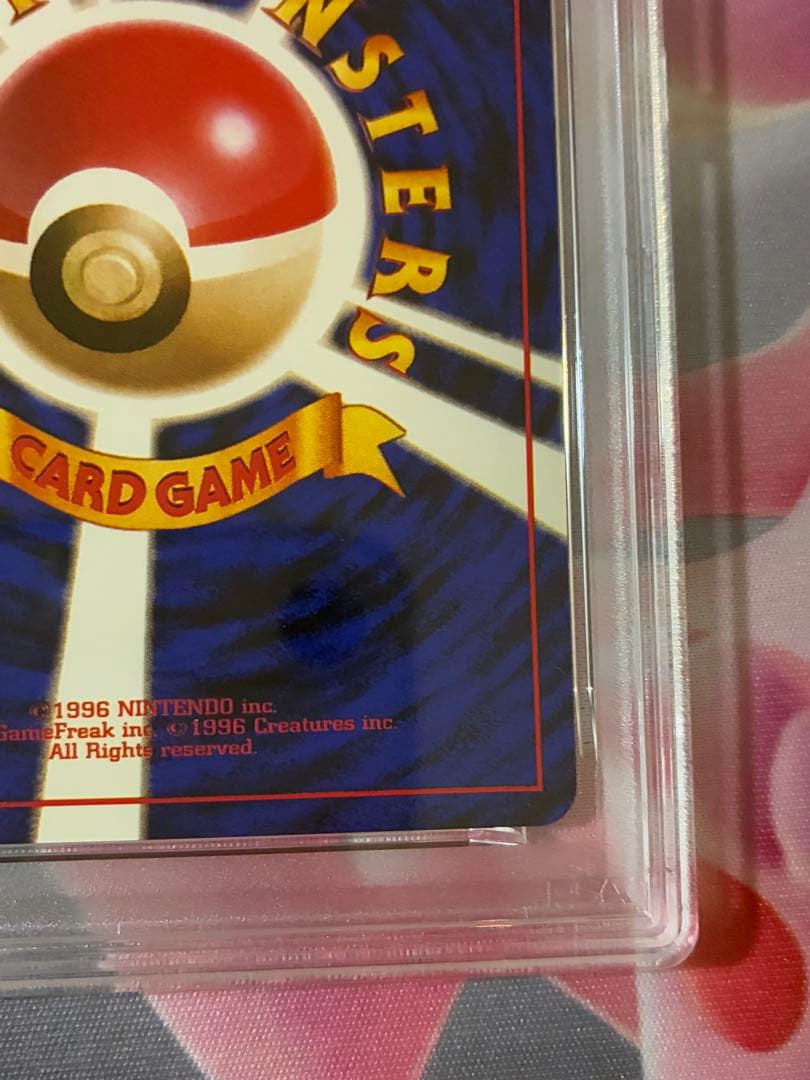 NSTERS
CARD GAME
©1996 NINTENDO inc.
GameFreak inc. ©1996 Creatures inc.
All Rights reserved.